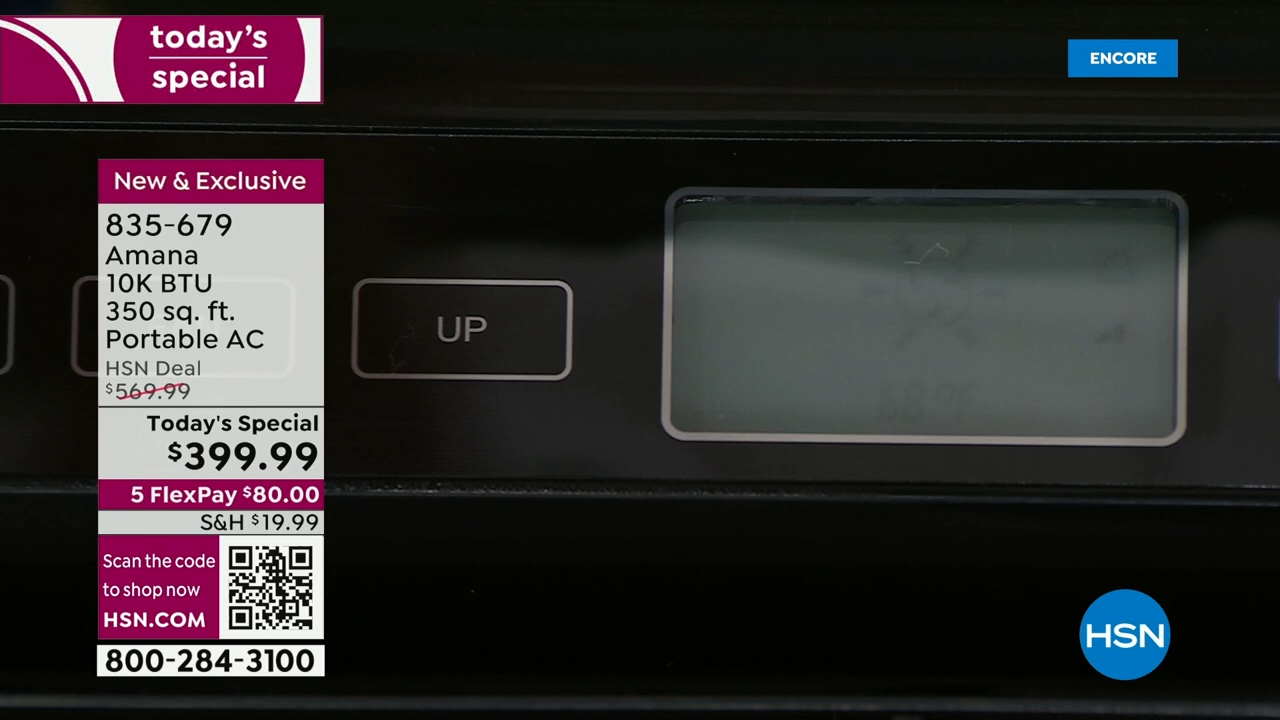 today's
special
ENCORE
New & Exclusive
835-679
Amana
10K BTU
350 sq. ft.
Portable AC
HSN Deal
$569.99
Today's Special
$399.99
5 FlexPay $80.00
S&H $19.99
Scan the code
to shop now
HSN.COM
800-284-3100
UP
HSN